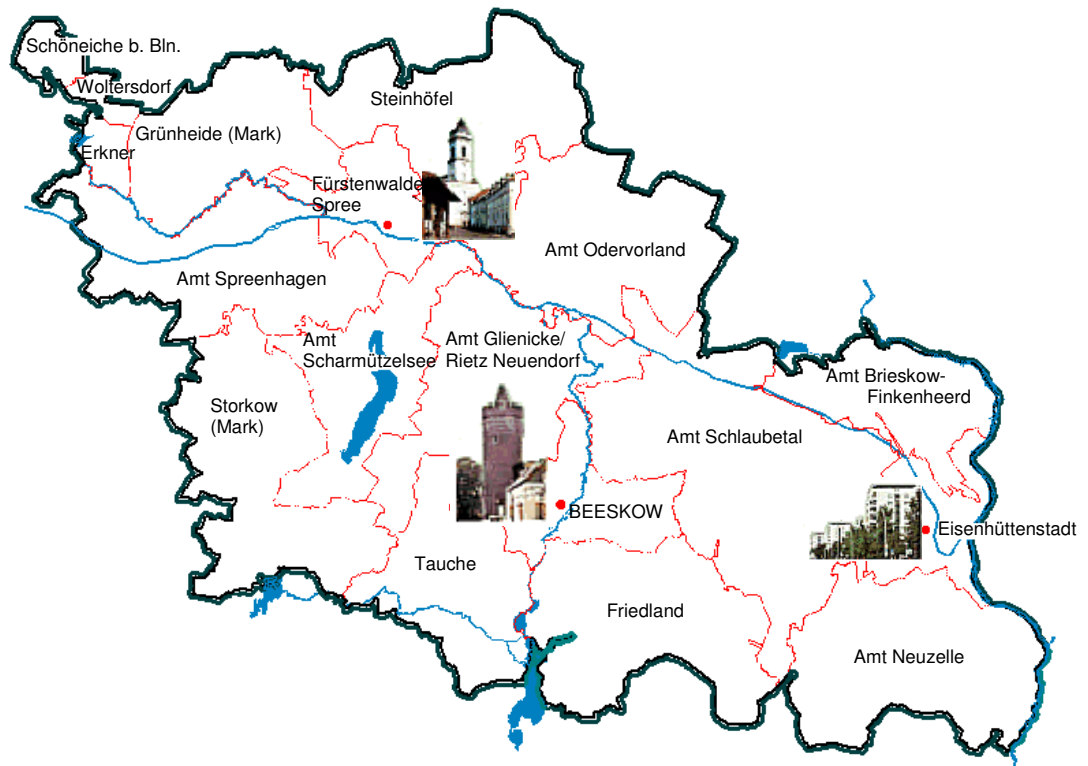 Schöneiche b. Bln.
Woltersdorf
Steinhöfel
Grünheide (Mark)
Erkner
Fürstenwalde
Spree
Amt Odervorland
Amt Spreenhagen
Amt
Scharmützelsee
Amt Glienicke/
Rietz Neuendorf
Amt Brieskow-
Finkenheerd
Storkow
(Mark)
Amt Schlaubetal
BEESKOW
Eisenhüttenstadt
Tauche
Friedland
Amt Neuzelle